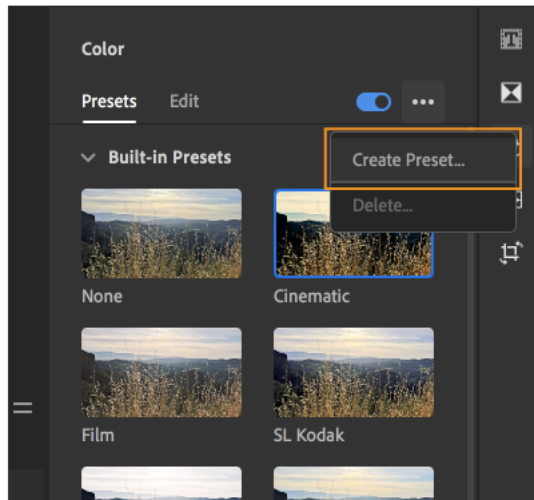 Color
Presets Edit
Built-in Presets
Create Preset...
Delete...
None Cinematic
Film SL Kodak